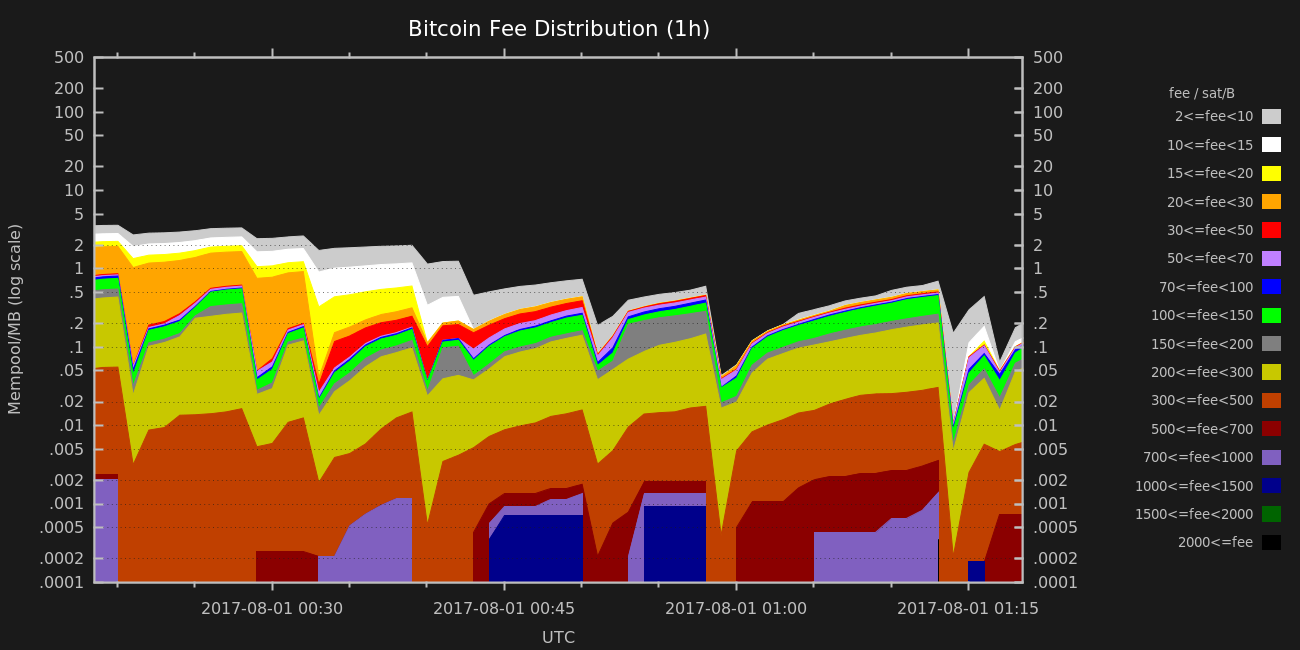 Bitcoin Fee Distribution (1h)
500 500
200 200
100 100
50 50
20 20
10 10
5 5
2 2
1 1
.5 .5
.2 .2
.1 .1
.05 .05
.02 .02
.01 .01
.005 .005
.002 .002
.001 .001
.0005 .0005
.0002 .0002
.0001 .0001
Mempool/MB (log scale)
2017-08-01 00:30 2017-08-01 00:45 2017-08-01 01:00 2017-08-01 01:15
UTC
fee / sat/B
2<=fee<10
10<=fee<15
15<=fee<20
20<=fee<30
30<=fee<50
50<=fee<70
70<=fee<100
100<=fee<150
150<=fee<200
200<=fee<300
300<=fee<500
500<=fee<700
700<=fee<1000
1000<=fee<1500
1500<=fee<2000
2000<=fee